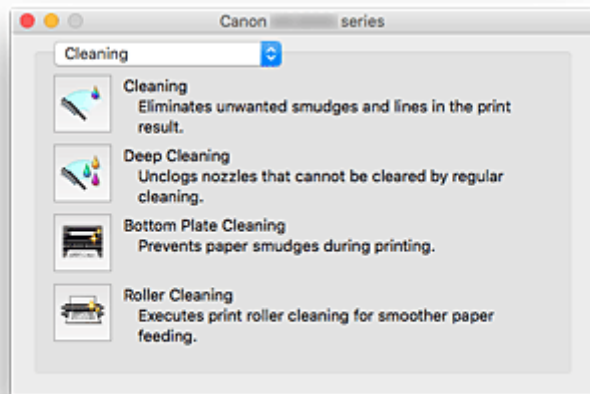 Canon series
Cleaning
Cleaning
Eliminates unwanted smudges and lines in the print
result.
Deep Cleaning
Unclogs nozzles that cannot be cleared by regular
cleaning.
Bottom Plate Cleaning
Prevents paper smudges during printing.
Roller Cleaning
Executes print roller cleaning for smoother paper
feeding.